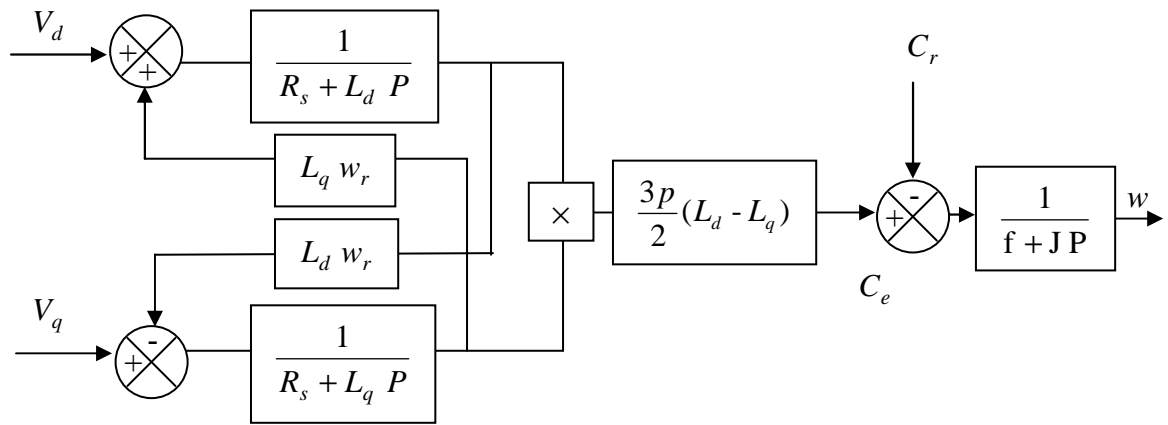 V_d
+
+
1
R_s + L_d P
L_q w_r
L_d w_r
V_q
-
+
1
R_s + L_q P
×
3p
2
(L_d - L_q)
C_r
-
+
C_e
1
f + J P
w